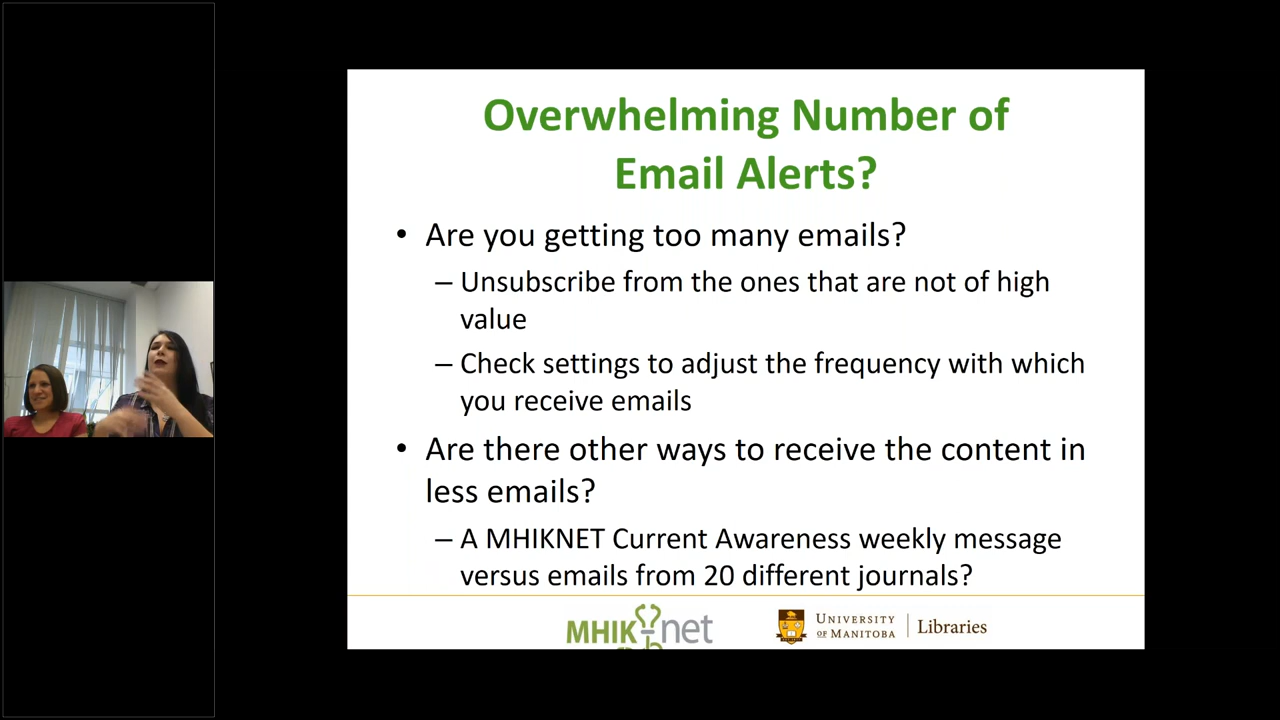 Overwhelming Number of
Email Alerts?
• Are you getting too many emails?
– Unsubscribe from the ones that are not of high
value
– Check settings to adjust the frequency with which
you receive emails
• Are there other ways to receive the content in
less emails?
– A MHIKNET Current Awareness weekly message
versus emails from 20 different journals?
MHIKnet
UNIVERSITY
OF MANITOBA
Libraries